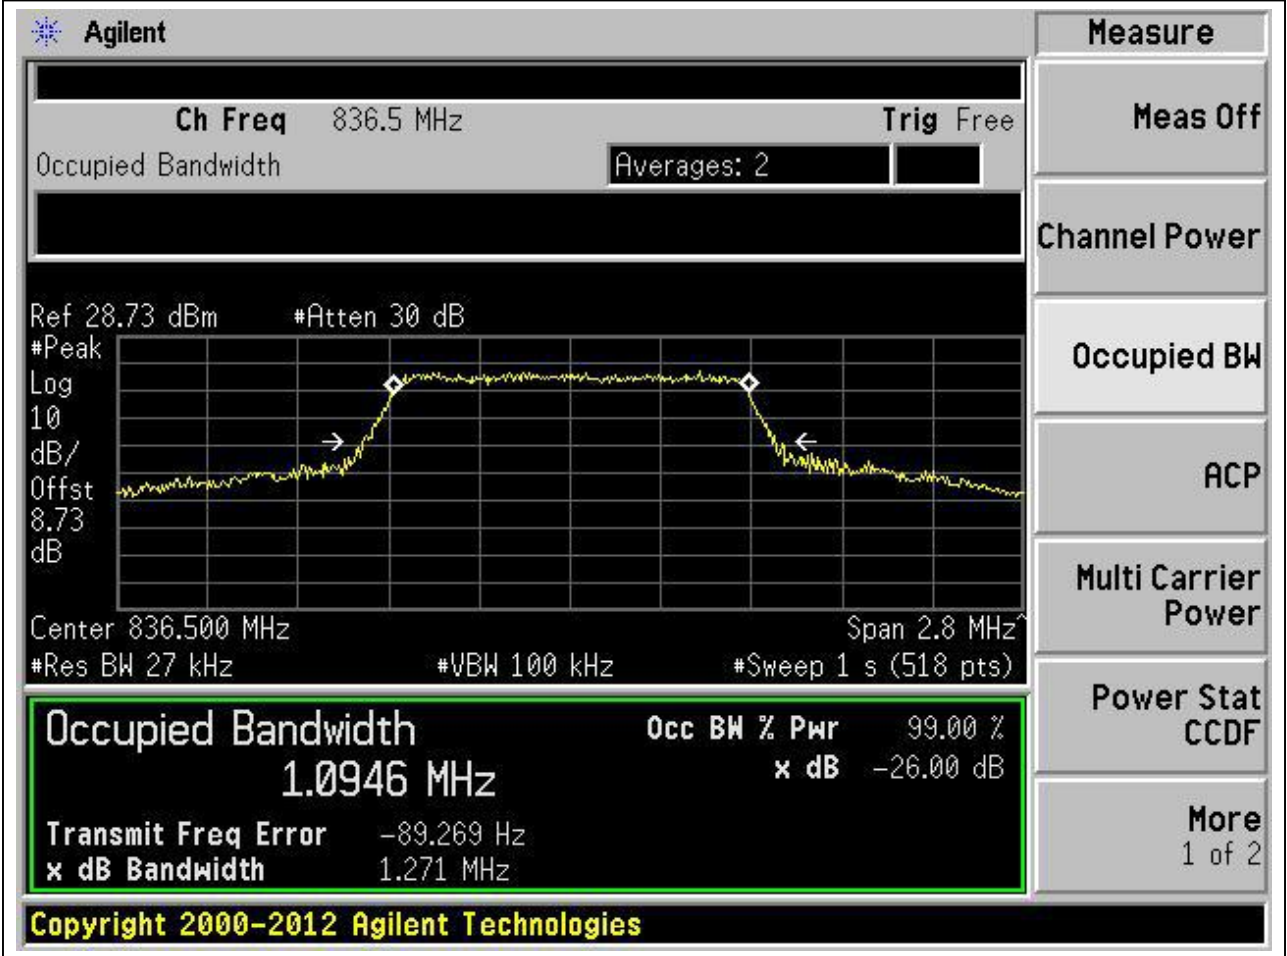 Agilent
Measure
Ch Freq 836.5 MHz Trig Free
Occupied Bandwidth Averages: 2
Meas Off
Channel Power
Occupied BW
ACP
Multi Carrier
Power
Power Stat
CCDF
More
1 of 2
Ref 28.73 dBm #Atten 30 dB
#Peak
Log
10
dB/
Offst
8.73
dB
Center 836.500 MHz Span 2.8 MHz^
#Res BW 27 kHz #VBW 100 kHz #Sweep 1 s (518 pts)
Occupied Bandwidth Occ BW % Pwr 99.00 %
1.0946 MHz x dB -26.00 dB
Transmit Freq Error -89.269 Hz
x dB Bandwidth 1.271 MHz
Copyright 2000-2012 Agilent Technologies